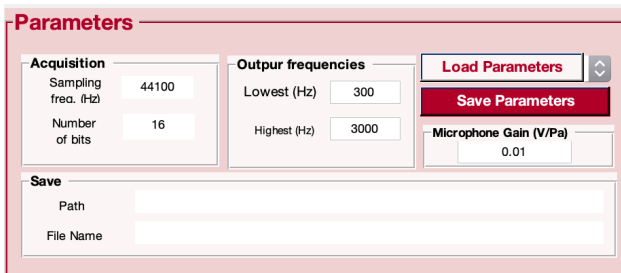 Parameters
Acquisition
Sampling
freq. (Hz)
44100
Number
of bits
16
Outpur frequencies
Lowest (Hz)
300
Highest (Hz)
3000
Load Parameters
Save Parameters
Microphone Gain (V/Pa)
0.01
Save
Path
File Name